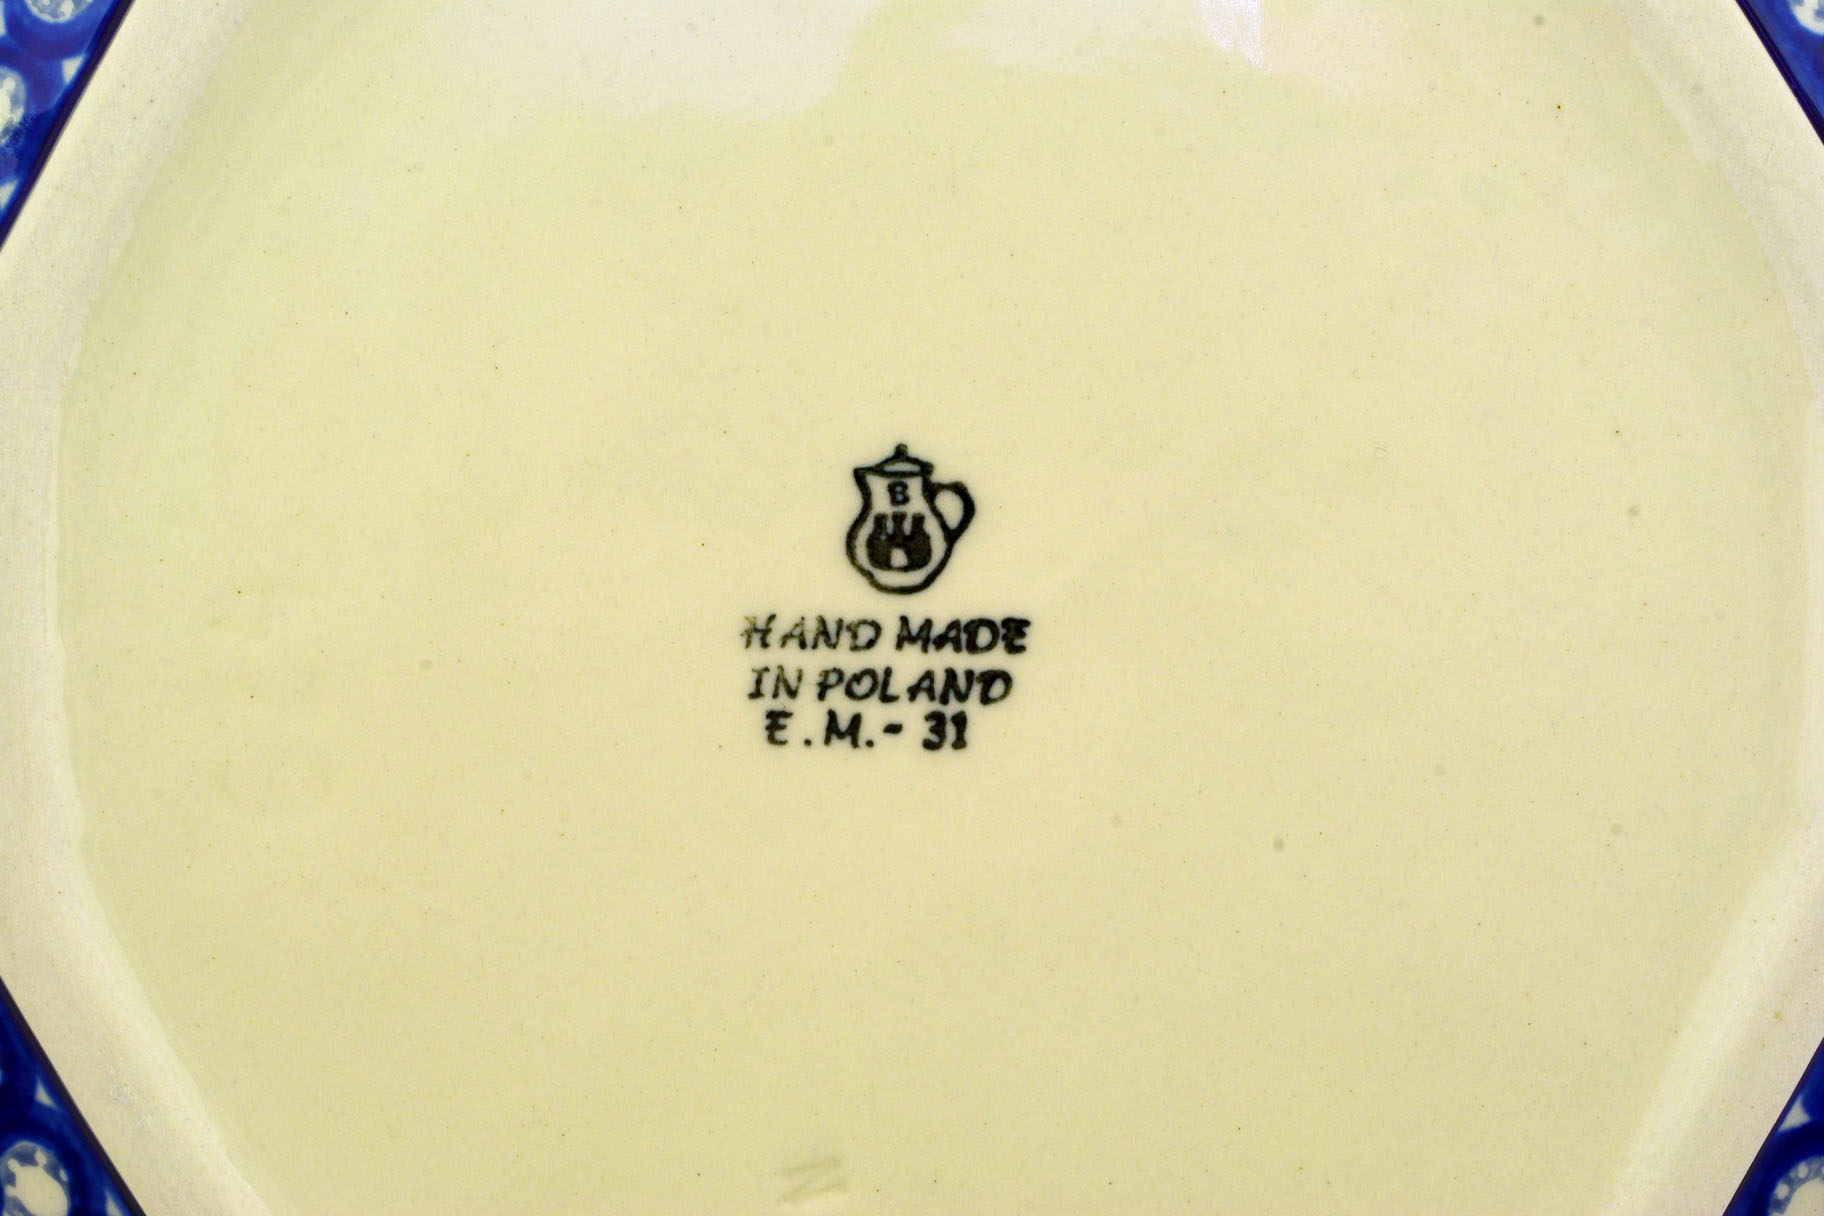 B
HAND MADE
IN POLAND
E.M.- 31